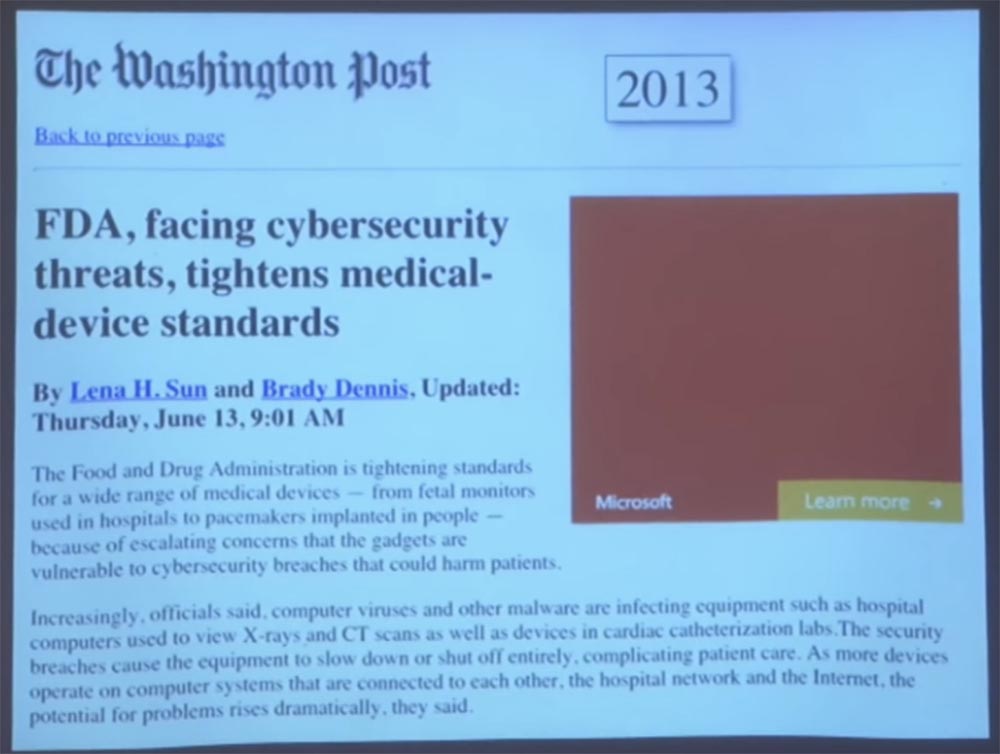 The Washington Post
2013
Back to previous page
FDA, facing cybersecurity
threats, tightens medical-
device standards
By Lena H. Sun and Brady Dennis, Updated:
Thursday, June 13, 9:01 AM
The Food and Drug Administration is tightening standards
for a wide range of medical devices — from fetal monitors
used in hospitals to pacemakers implanted in people —
because of escalating concerns that the gadgets are
vulnerable to cybersecurity breaches that could harm patients.
Microsoft
Learn more →
Increasingly, officials said, computer viruses and other malware are infecting equipment such as hospital
computers used to view X-rays and CT scans as well as devices in cardiac catheterization labs.The security
breaches cause the equipment to slow down or shut off entirely, complicating patient care. As more devices
operate on computer systems that are connected to each other, the hospital network and the Internet, the
potential for problems rises dramatically, they said.